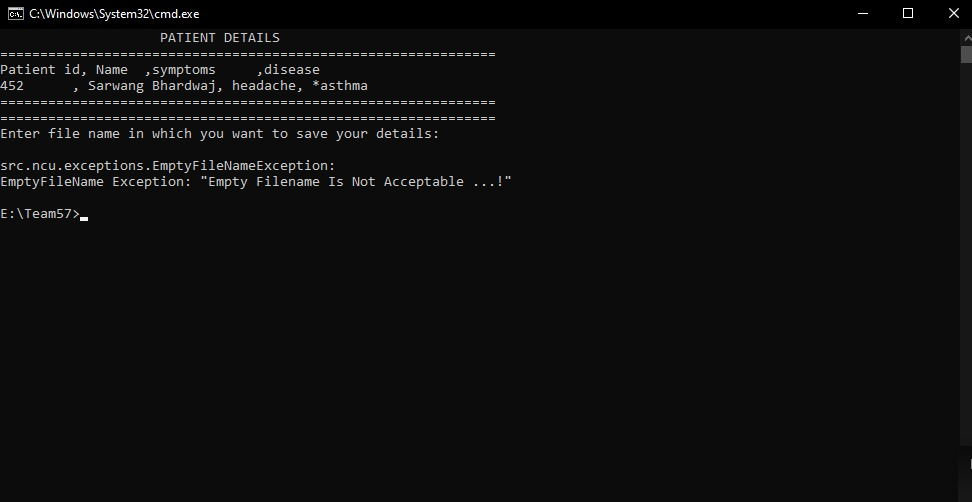 C:\Windows\System32\cmd.exe
PATIENT DETAILS
==============================================================
Patient id, Name  ,symptoms     ,disease
452      , Sarwang Bhardwaj, headache, *asthma
==============================================================
==============================================================
Enter file name in which you want to save your details:
src.ncu.exceptions.EmptyFileNameException:
EmptyFileName Exception: "Empty Filename Is Not Acceptable ...!"
E:\Team57>